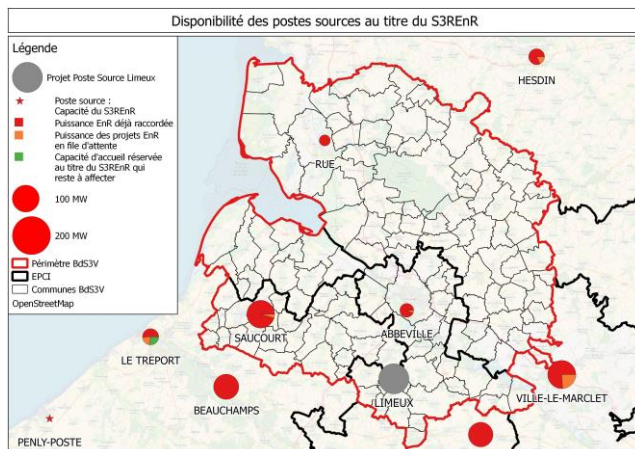 Disponibilité des postes sources au titre du S3REnR
Légende
Projet Poste Source Limeux
Poste source :
Capacité du S3REnR
Puissance EnR déjà raccordée
Puissance des projets EnR
en file d'attente
Capacité d'accueil réservée
au titre du S3REnR qui
reste à affecter
100 MW
200 MW
Périmètre BdS3V
EPCI
Communes BdS3V
OpenStreetMap
HESDIN
RUE
ABBEVILLE
SAUCOURT
LE TREPORT
BEAUCHAMPS
LIMEUX
VILLE-LE-MARCLET
PENLY-POSTE